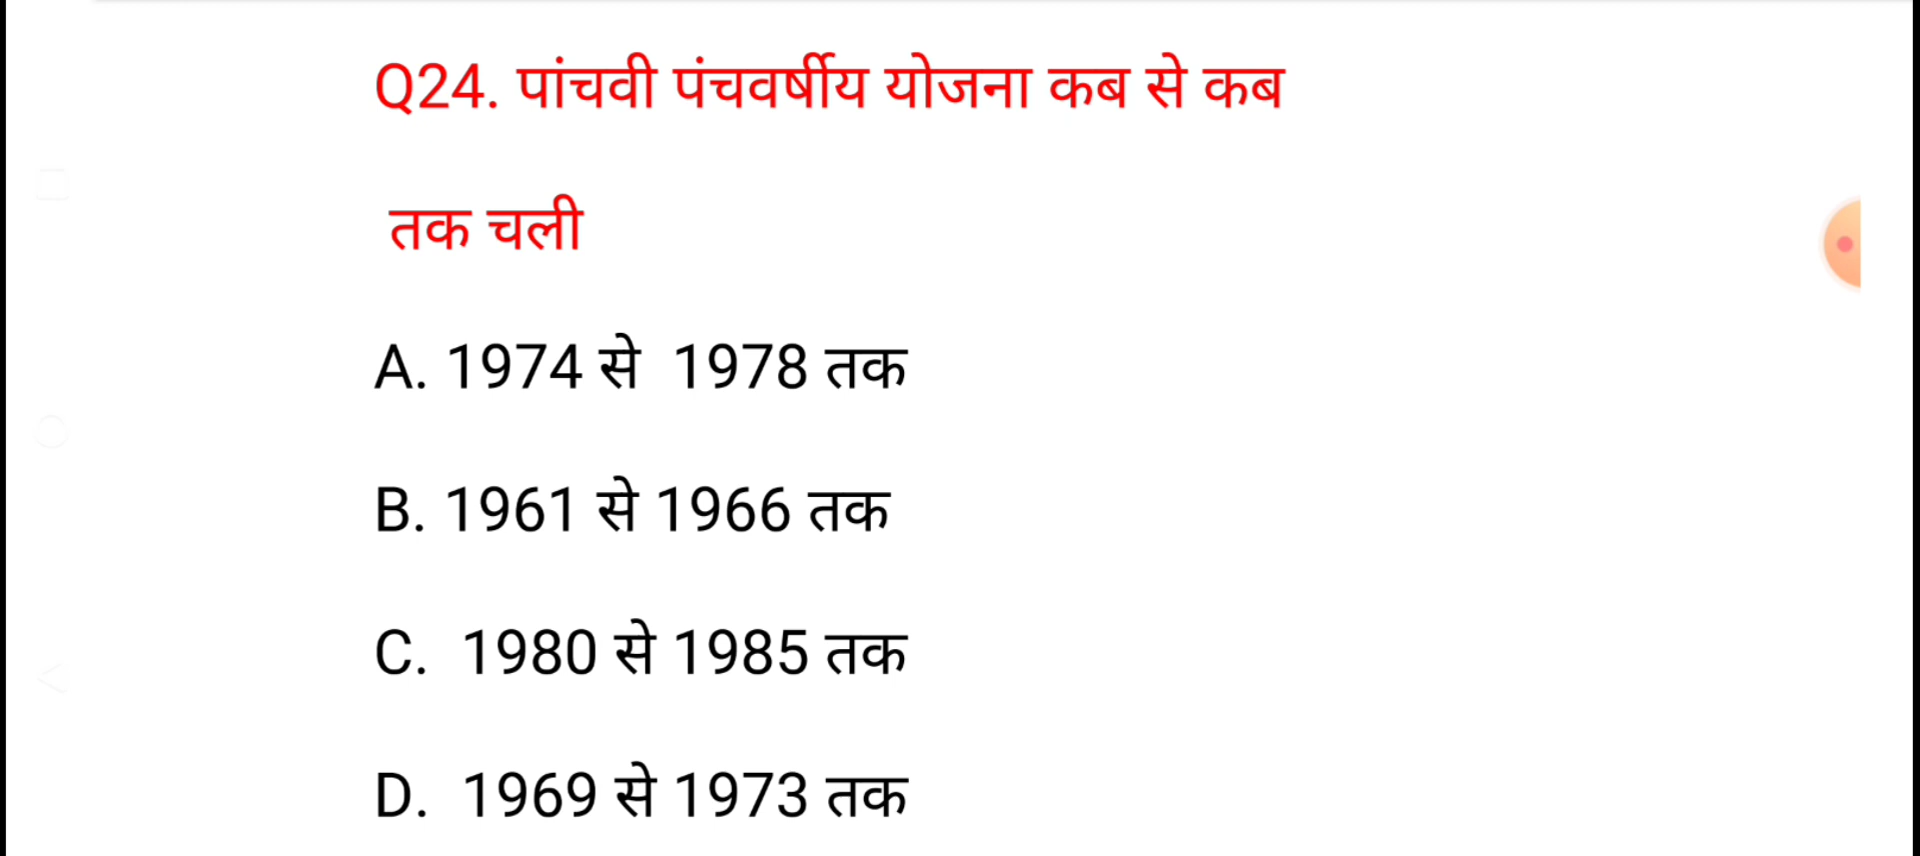 Q24. पांचवी पंचवर्षीय योजना कब से कब
तक चली
A. 1974 से 1978 तक
B. 1961 से 1966 तक
C. 1980 से 1985 तक
D. 1969 से 1973 तक